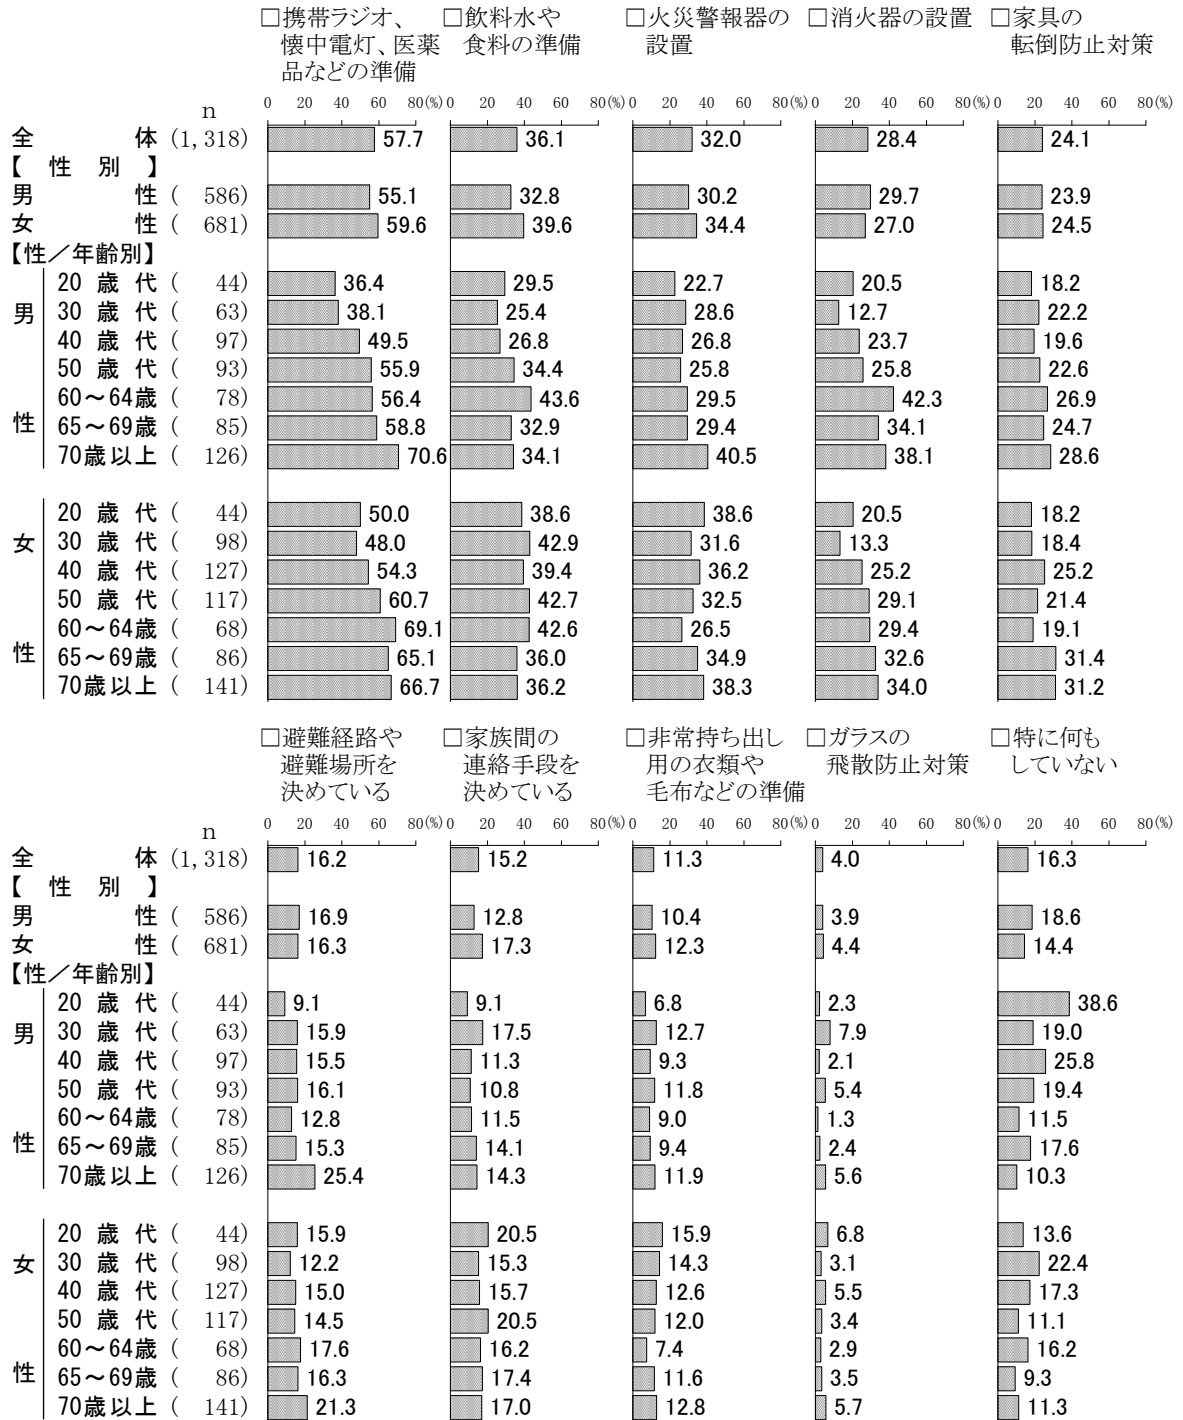 □携帯ラジオ、 □飲料水や □火災警報器の □消火器の設置 □家具の
懐中電灯、医薬 食料の準備 設置 転倒防止対策
品などの準備
n 0 20 40 60 80(%) 0 20 40 60 80(%) 0 20 40 60 80(%) 0 20 40 60 80(%) 0 20 40 60 80(%)
全体 (1,318) 57.7 36.1 32.0 28.4 24.1
【性別】
男性 ( 586) 55.1 32.8 30.2 29.7 23.9
女性 ( 681) 59.6 39.6 34.4 27.0 24.5
【性／年齢別】
20歳代 ( 44) 36.4 29.5 22.7 20.5 18.2
男 30歳代 ( 63) 38.1 25.4 28.6 12.7 22.2
40歳代 ( 97) 49.5 26.8 26.8 23.7 19.6
50歳代 ( 93) 55.9 34.4 25.8 25.8 22.6
60～64歳 ( 78) 56.4 43.6 29.5 42.3 26.9
性 65～69歳 ( 85) 58.8 32.9 29.4 34.1 24.7
70歳以上 ( 126) 70.6 34.1 40.5 38.1 28.6
20歳代 ( 44) 50.0 38.6 38.6 20.5 18.2
女 30歳代 ( 98) 48.0 42.9 31.6 13.3 18.4
40歳代 ( 127) 54.3 39.4 36.2 25.2 25.2
50歳代 ( 117) 60.7 42.7 32.5 29.1 21.4
60～64歳 ( 68) 69.1 42.6 26.5 29.4 19.1
性 65～69歳 ( 86) 65.1 36.0 34.9 32.6 31.4
70歳以上 ( 141) 66.7 36.2 38.3 34.0 31.2
□避難経路や □家族間の □非常持ち出し □ガラスの □特に何も
避難場所を 連絡手段を 用の衣類や 飛散防止対策 していない
決めている 決めている 毛布などの準備
n 0 20 40 60 80(%) 0 20 40 60 80(%) 0 20 40 60 80(%) 0 20 40 60 80(%) 0 20 40 60 80(%)
全体 (1,318) 16.2 15.2 11.3 4.0 16.3
【性別】
男性 ( 586) 16.9 12.8 10.4 3.9 18.6
女性 ( 681) 16.3 17.3 12.3 4.4 14.4
【性／年齢別】
20歳代 ( 44) 9.1 9.1 6.8 2.3 38.6
男 30歳代 ( 63) 15.9 17.5 12.7 7.9 19.0
40歳代 ( 97) 15.5 11.3 9.3 2.1 25.8
50歳代 ( 93) 16.1 10.8 11.8 5.4 19.4
60～64歳 ( 78) 12.8 11.5 9.0 1.3 11.5
性 65～69歳 ( 85) 15.3 14.1 9.4 2.4 17.6
70歳以上 ( 126) 25.4 14.3 11.9 5.6 10.3
20歳代 ( 44) 15.9 20.5 15.9 6.8 13.6
女 30歳代 ( 98) 12.2 15.3 14.3 3.1 22.4
40歳代 ( 127) 15.0 15.7 12.6 5.5 17.3
50歳代 ( 117) 14.5 20.5 12.0 3.4 11.1
60～64歳 ( 68) 17.6 16.2 7.4 2.9 16.2
性 65～69歳 ( 86) 16.3 17.4 11.6 3.5 9.3
70歳以上 ( 141) 21.3 17.0 12.8 5.7 11.3